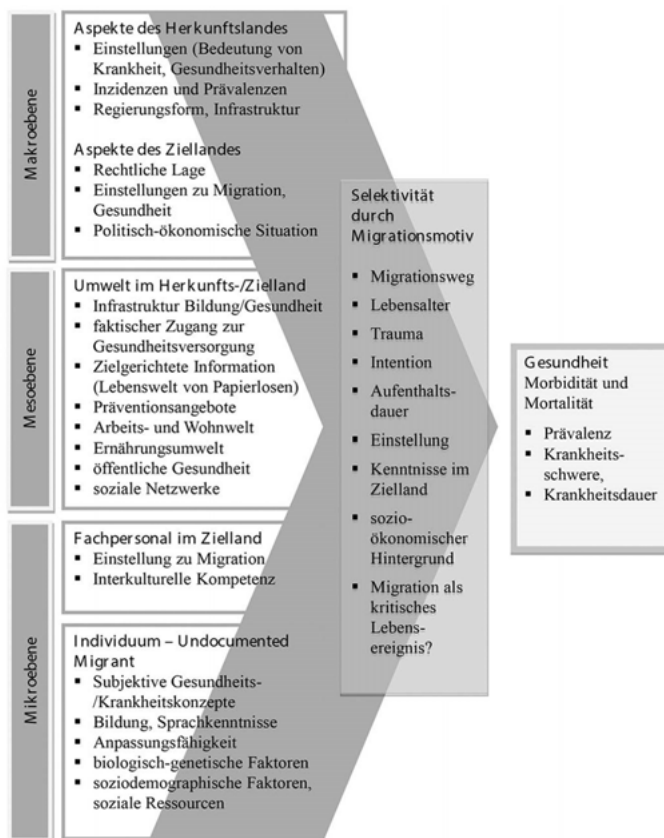 Makroebene
Aspekte des Herkunftslandes
▪ Einstellungen (Bedeutung von
Krankheit, Gesundheitsverhalten)
▪ Inzidenzen und Prävalenzen
▪ Regierungsform, Infrastruktur
Aspekte des Ziellandes
▪ Rechtliche Lage
▪ Einstellungen zu Migration,
Gesundheit
▪ Politisch-ökonomische Situation
Mesoebene
Umwelt im Herkunfts-/Zielland
▪ Infrastruktur Bildung/Gesundheit
▪ faktischer Zugang zur
Gesundheitsversorgung
▪ Zielgerichtete Information
(Lebenswelt von Papierlosen)
▪ Präventionsangebote
▪ Arbeits- und Wohnwelt
▪ Ernährungsumwelt
▪ öffentliche Gesundheit
▪ soziale Netzwerke
Mikroebene
Fachpersonal im Zielland
▪ Einstellung zu Migration
▪ Interkulturelle Kompetenz
Individuum – Undocumented
Migrant
▪ Subjektive Gesundheits-
/Krankheitskonzepte
▪ Bildung, Sprachkenntnisse
▪ Anpassungsfähigkeit
▪ biologisch-genetische Faktoren
▪ soziodemographische Faktoren,
soziale Ressourcen
Selektivität
durch
Migrationsmotiv
▪ Migrationsweg
▪ Lebensalter
▪ Trauma
▪ Intention
▪ Aufenthalts-
dauer
▪ Einstellung
▪ Kenntnisse im
Zielland
▪ sozio-
ökonomischer
Hintergrund
▪ Migration als
kritisches
Lebens-
ereignis?
Gesundheit
Morbidität und
Mortalität
▪ Prävalenz
▪ Krankheits-
schwere,
▪ Krankheitsdauer